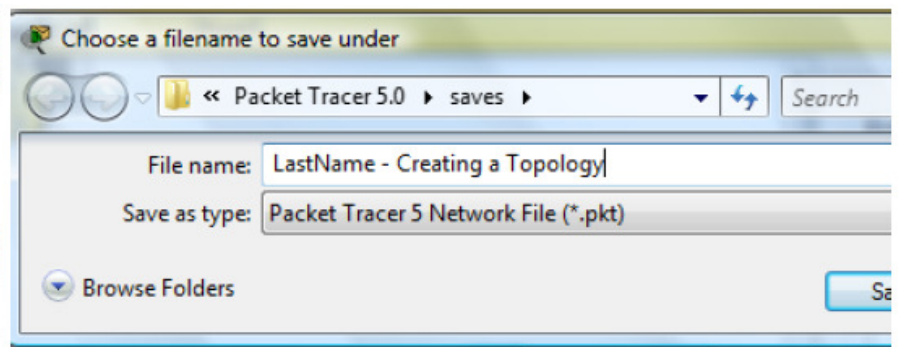 Choose a filename to save under
« Packet Tracer 5.0 saves Search
File name: LastName - Creating a Topology
Save as type: Packet Tracer 5 Network File (*.pkt)
Browse Folders Sa